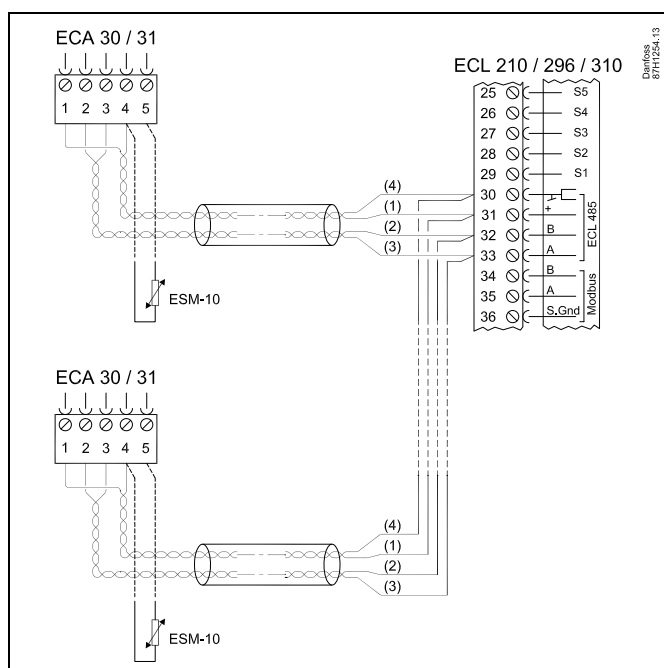 Danfoss
87H1254.13
ECA 30 / 31
1 2 3 4 5
ESM-10
ECL 210 / 296 / 310
25 S5
26 S4
27 S3
28 S2
29 S1
30
31 +
32 B
33 A
ECL 485
34 B
35 A
36 S.Gnd
Modbus
(4)
(1)
(2)
(3)
ECA 30 / 31
1 2 3 4 5
ESM-10
(4)
(1)
(2)
(3)